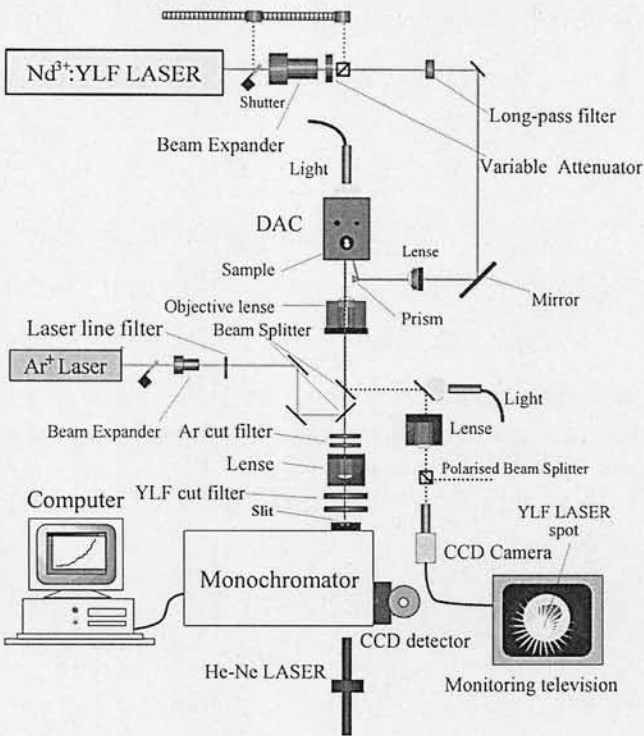 Nd³⁺:YLF LASER
Shutter
Beam Expander
Long-pass filter
Variable Attenuator
Light
DAC
Sample
Lense
Mirror
Objective lense
Prism
Beam Splitter
Laser line filter
Ar⁺ Laser
Beam Expander
Light
Ar cut filter
Lense
Lense
Polarised Beam Splitter
YLF cut filter
Slit
Computer
YLF LASER
spot
CCD Camera
Monochromator
CCD detector
He-Ne LASER
Monitoring television